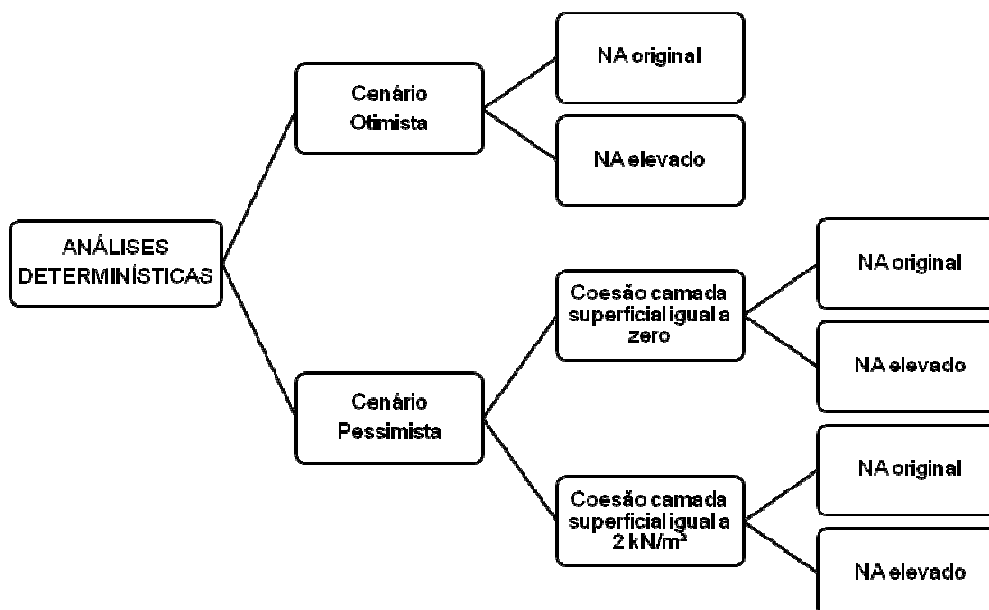 NA original
Cenário
Otimista
NA elevado
ANÁLISES
DETERMINÍSTICAS
NA original
Coesão camada
superficial igual a
zero
NA elevado
Cenário
Pessimista
NA original
Coesão camada
superficial igual a
2 kN/m²
NA elevado